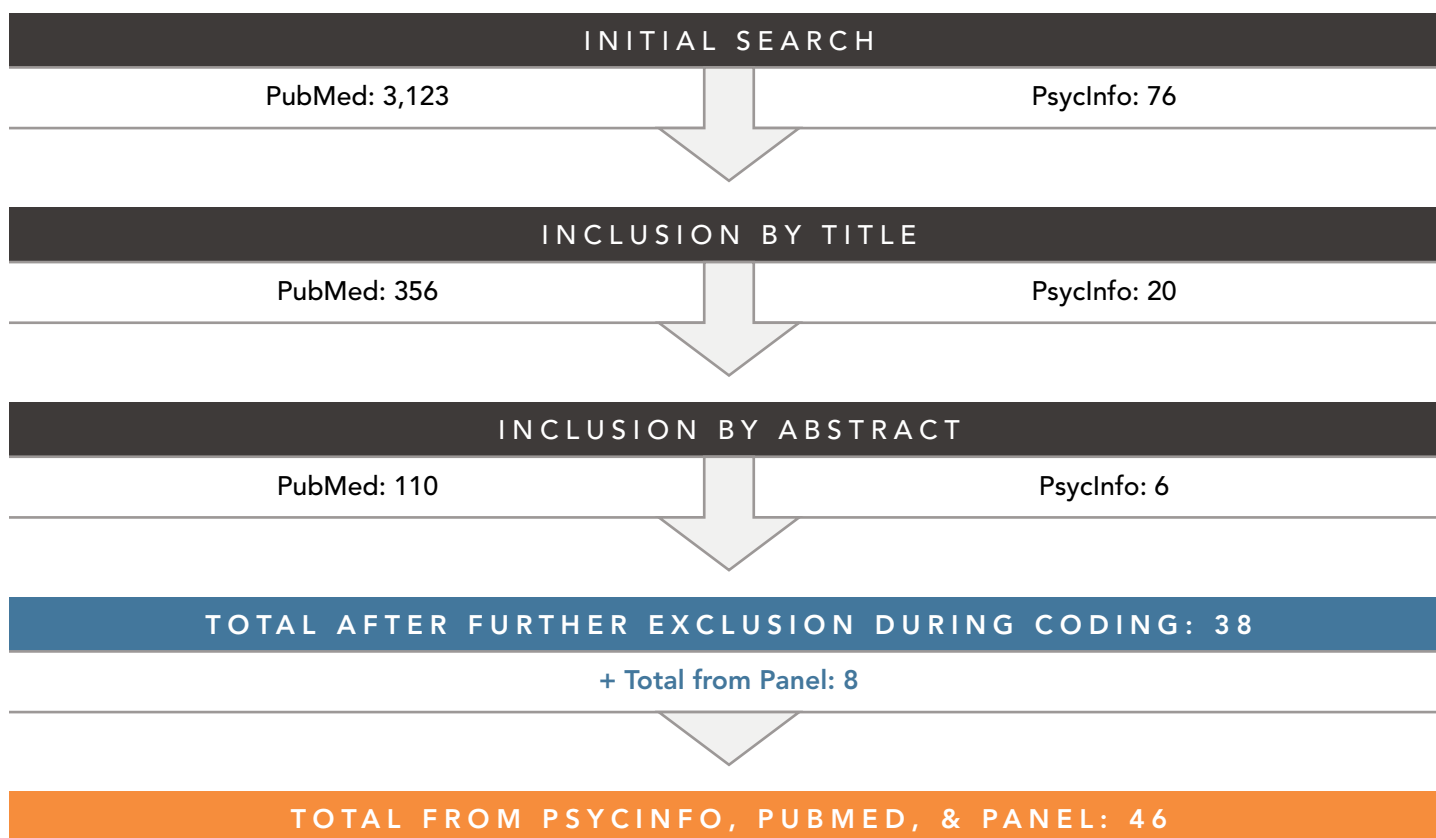 INITIAL SEARCH
PubMed: 3,123 PsycInfo: 76
INCLUSION BY TITLE
PubMed: 356 PsycInfo: 20
INCLUSION BY ABSTRACT
PubMed: 110 PsycInfo: 6
TOTAL AFTER FURTHER EXCLUSION DURING CODING: 38
+ Total from Panel: 8
TOTAL FROM PSYCINFO, PUBMED, & PANEL: 46